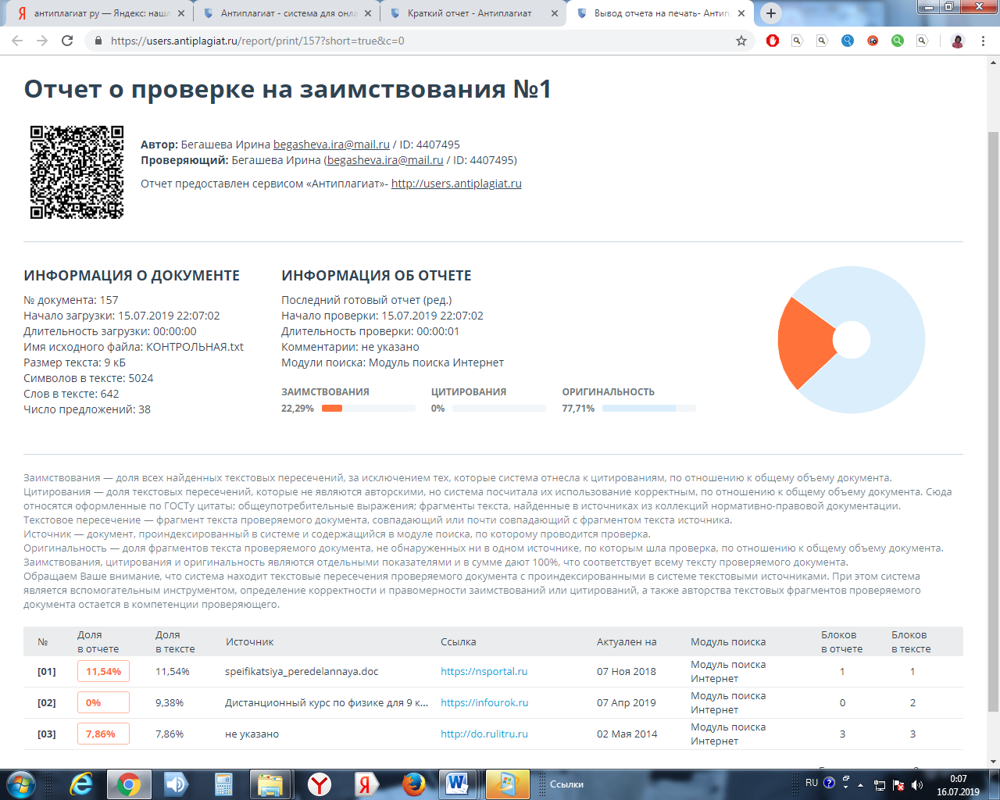 антиплагиат ру — Яндекс: нашл
Антиплагиат - система для онла
Краткий отчет - Антиплагиат
Вывод отчета на печать- Антип
https://users.antiplagiat.ru/report/print/157?short=true&c=0
Отчет о проверке на заимствования №1
Автор: Бегашева Ирина begasheva.ira@mail.ru / ID: 4407495
Проверяющий: Бегашева Ирина (begasheva.ira@mail.ru / ID: 4407495)
Отчет предоставлен сервисом «Антиплагиат»- http://users.antiplagiat.ru
ИНФОРМАЦИЯ О ДОКУМЕНТЕ
№ документа: 157
Начало загрузки: 15.07.2019 22:07:02
Длительность загрузки: 00:00:00
Имя исходного файла: КОНТРОЛЬНАЯ.txt
Размер текста: 9 кБ
Символов в тексте: 5024
Слов в тексте: 642
Число предложений: 38
ИНФОРМАЦИЯ ОБ ОТЧЕТЕ
Последний готовый отчет (ред.)
Начало проверки: 15.07.2019 22:07:02
Длительность проверки: 00:00:01
Комментарии: не указано
Модули поиска: Модуль поиска Интернет
ЗАИМСТВОВАНИЯ
22,29%
ЦИТИРОВАНИЯ
0%
ОРИГИНАЛЬНОСТЬ
77,71%
Заимствования — доля всех найденных текстовых пересечений, за исключением тех, которые система отнесла к цитированиям, по отношению к общему объему документа.
Цитирования — доля текстовых пересечений, которые не являются авторскими, но система посчитала их использование корректным, по отношению к общему объему документа. Сюда
относятся оформленные по ГОСТу цитаты; общеупотребительные выражения; фрагменты текста, найденные в источниках из коллекций нормативно-правовой документации.
Текстовое пересечение — фрагмент текста проверяемого документа, совпадающий или почти совпадающий с фрагментом текста источника.
Источник — документ, проиндексированный в системе и содержащийся в модуле поиска, по которому проводится проверка.
Оригинальность — доля фрагментов текста проверяемого документа, не обнаруженных ни в одном источнике, по которым шла проверка, по отношению к общему объему документа.
Заимствования, цитирования и оригинальность являются отдельными показателями и в сумме дают 100%, что соответствует всему тексту проверяемого документа.
Обращаем Ваше внимание, что система находит текстовые пересечения проверяемого документа с проиндексированными в системе текстовыми источниками. При этом система
является вспомогательным инструментом, определение корректности и правомерности заимствований или цитирований, а также авторства текстовых фрагментов проверяемого
документа остается в компетенции проверяющего.
№
Доля
в отчете
Доля
в тексте
Источник
Ссылка
Актуален на
Модуль поиска
Блоков
в отчете
Блоков
в тексте
[01]
11,54%
11,54%
speifikatsiya_peredelannaya.doc
https://nsportal.ru
07 Ноя 2018
Модуль поиска
Интернет
1
1
[02]
0%
9,38%
Дистанционный курс по физике для 9 к...
https://infourok.ru
07 Апр 2019
Модуль поиска
Интернет
0
2
[03]
7,86%
7,86%
не указано
http://do.rulitru.ru
02 Мая 2014
Модуль поиска
Интернет
3
3
Ссылки
RU
0:07
16.07.2019